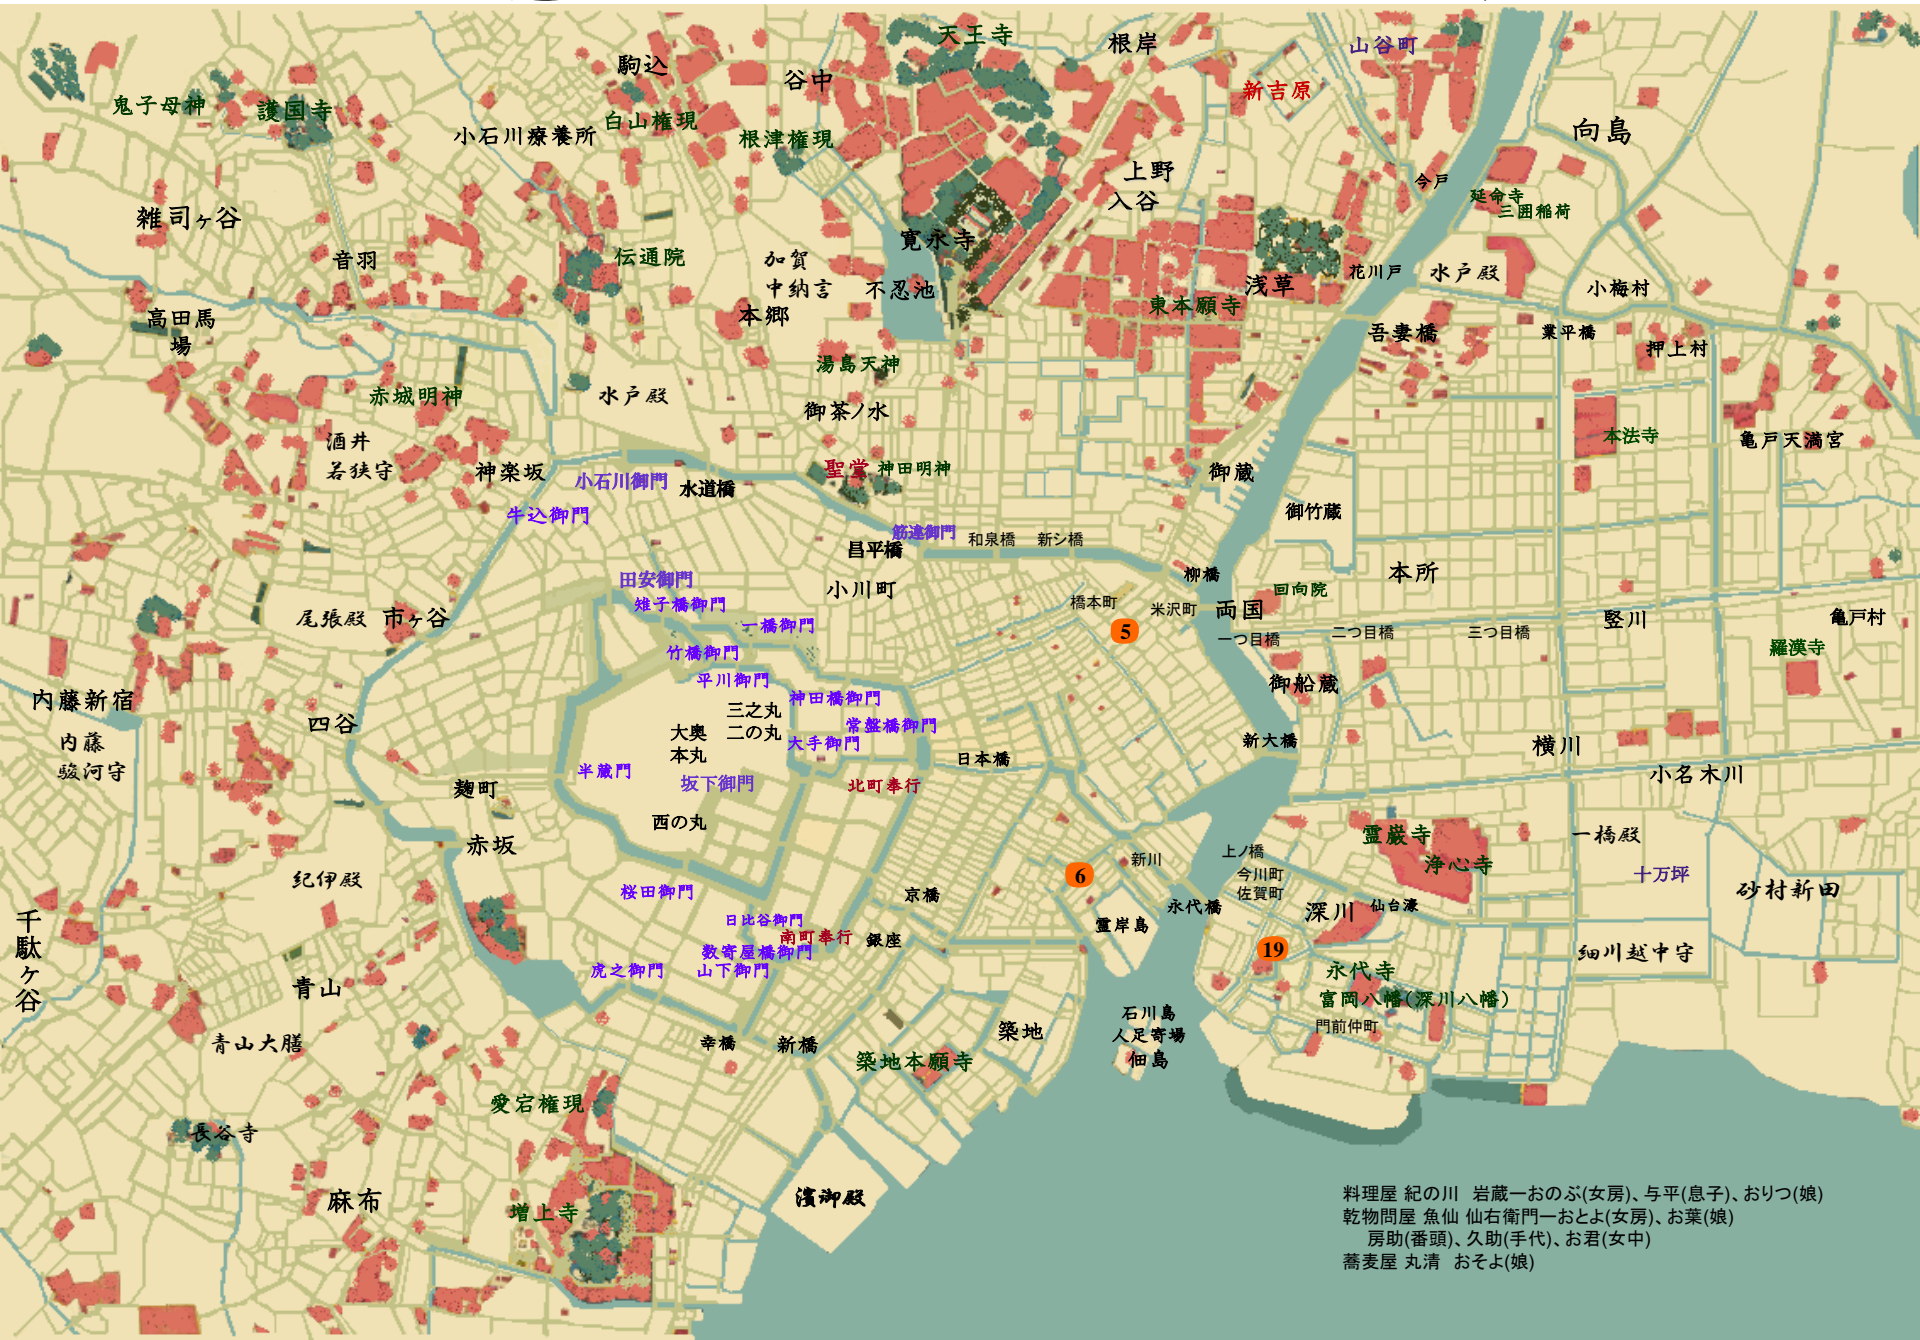 天王寺
根岸
山谷町
駒込
谷中
新吉原
鬼子母神
護国寺
白山権現
小石川療養所
根津権現
向島
上野
入谷
今戸
延命寺
三囲稲荷
雑司ヶ谷
音羽
伝通院
加賀
中納言
寛永寺
不忍池
本郷
浅草
花川戸
水戸殿
小梅村
東本願寺
高田馬
場
吾妻橋
業平橋
押上村
湯島天神
赤城明神
水戸殿
御茶ノ水
酒井
若狭守
本法寺
亀戸天満宮
神楽坂
小石川御門
水道橋
聖堂
神田明神
御蔵
牛込御門
御竹蔵
筋違御門
昌平橋
和泉橋
新シ橋
田安御門
小川町
柳橋
本所
雉子橋御門
橋本町
米沢町
両国
回向院
尾張殿
市ヶ谷
一橋御門
5
一つ目橋
二つ目橋
三つ目橋
竪川
亀戸村
竹橋御門
羅漢寺
平川御門
御船蔵
内藤新宿
神田橋御門
四谷
三之丸
二の丸
大奥
本丸
常盤橋御門
大手御門
内藤
駿河守
新大橋
横川
日本橋
半蔵門
坂下御門
北町奉行
小名木川
麹町
西の丸
赤坂
霊巌寺
浄心寺
一橋殿
新川
上ノ橋
6
今川町
佐賀町
十万坪
砂村新田
紀伊殿
桜田御門
京橋
永代橋
深川
仙台濠
霊岸島
千駄ヶ谷
日比谷御門
南町奉行
銀座
数寄屋橋御門
19
細川越中守
虎之御門
山下御門
永代寺
青山
富岡八幡(深川八幡)
石川島
人足寄場
佃島
門前仲町
築地
青山大膳
幸橋
新橋
築地本願寺
愛宕権現
長谷寺
麻布
増上寺
濱御殿
料理屋 紀の川 岩蔵ーおのぶ(女房)、与平(息子)、おりつ(娘)
乾物問屋 魚仙 仙右衛門ーおとよ(女房)、お葉(娘)
房助(番頭)、久助(手代)、お君(女中)
蕎麦屋 丸清 おそよ(娘)